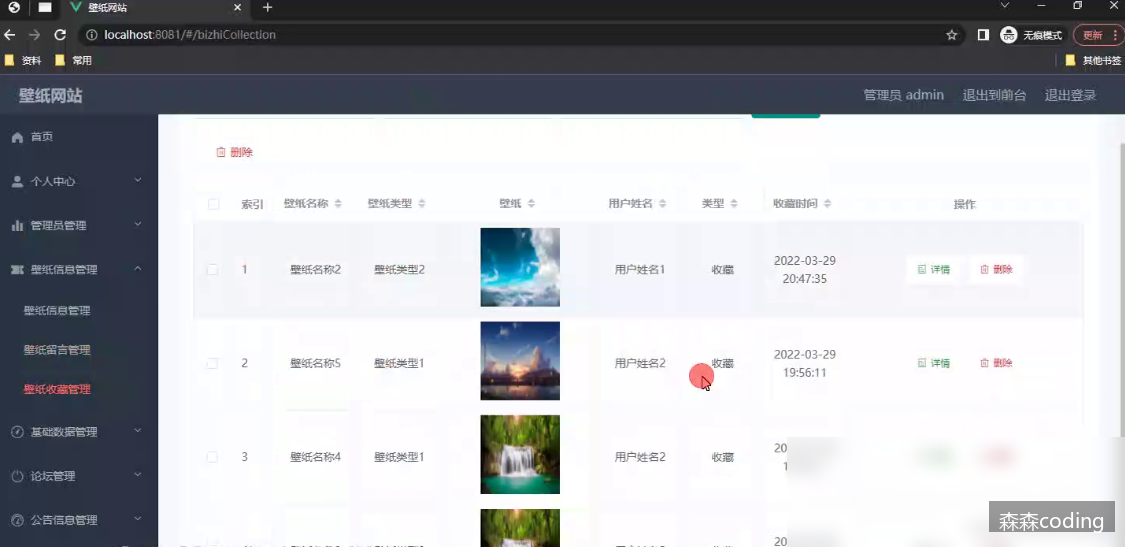 壁纸网站
localhost:8081/#/bizhiCollection
无痕模式
更新
资料
常用
其他书签
壁纸网站
管理员 admin
退出到前台
退出登录
首页
个人中心
管理员管理
壁纸信息管理
壁纸信息管理
壁纸留言管理
壁纸收藏管理
基础数据管理
论坛管理
公告信息管理
删除
索引 壁纸名称 壁纸类型 壁纸 用户姓名 类型 收藏时间 操作
1 壁纸名称2 壁纸类型2 用户姓名1 收藏 2022-03-29 20:47:35 详情 删除
2 壁纸名称5 壁纸类型1 用户姓名2 收藏 2022-03-29 19:56:11 详情 删除
3 壁纸名称4 壁纸类型1 用户姓名2 收藏
森森coding